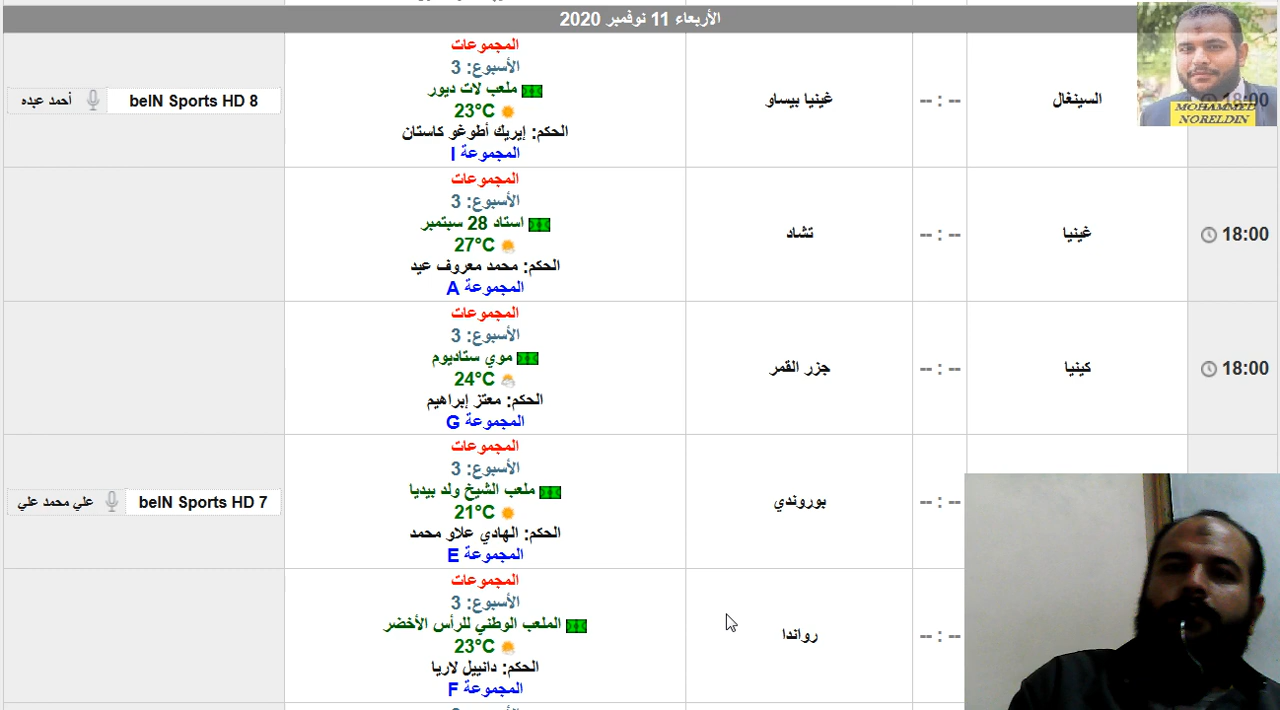 الأربعاء 11 نوفمبر 2020
18:00
السينغال
-- : --
غينيا بيساو
المجموعات
الأسبوع: 3
ملعب لات ديور
23°C
الحكم: إيريك أطوغو كاستان
المجموعة I
beIN Sports HD 8
أحمد عبده
MOHAMMED
NORELDIN
18:00
غينيا
-- : --
تشاد
المجموعات
الأسبوع: 3
استاد 28 سبتمبر
27°C
الحكم: محمد معروف عيد
المجموعة A
18:00
كينيا
-- : --
جزر القمر
المجموعات
الأسبوع: 3
موي ستاديوم
24°C
الحكم: معتز إبراهيم
المجموعة G
-- : --
بوروندي
المجموعات
الأسبوع: 3
ملعب الشيخ ولد بيديا
21°C
الحكم: الهادي علاو محمد
المجموعة E
beIN Sports HD 7
علي محمد علي
-- : --
رواندا
المجموعات
الأسبوع: 3
الملعب الوطني للرأس الأخضر
23°C
الحكم: دانييل لاريا
المجموعة F